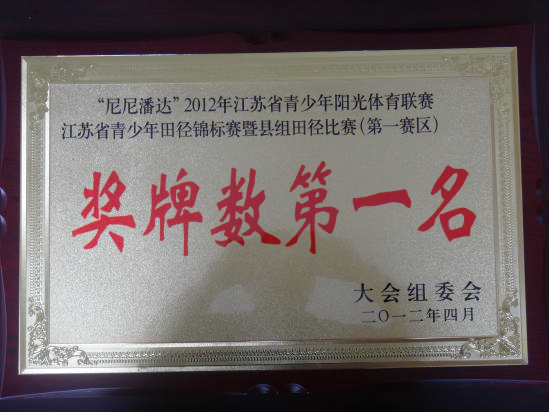 “尼尼潘达”2012年江苏省青少年阳光体育联赛
江苏省青少年田径锦标赛暨县组田径比赛(第一赛区)
奖牌数第一名
大会组委会
二〇一二年四月